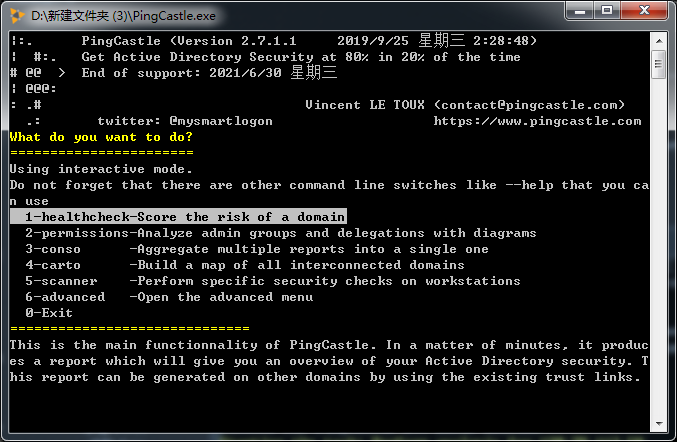 D:\新建文件夹 (3)\PingCastle.exe
|:.      PingCastle (Version 2.7.1.1     2019/9/25 星期三 2:28:48)
|  #:.   Get Active Directory Security at 80% in 20% of the time
# @@  >  End of support: 2021/6/30 星期三
| @@@:
: .#                                 Vincent LE TOUX (contact@pingcastle.com)
  .:       twitter: @mysmartlogon                    https://www.pingcastle.com
What do you want to do?
=======================
Using interactive mode.
Do not forget that there are other command line switches like --help that you ca
n use
  1-healthcheck-Score the risk of a domain
  2-permissions-Analyze admin groups and delegations with diagrams
  3-conso      -Aggregate multiple reports into a single one
  4-carto      -Build a map of all interconnected domains
  5-scanner    -Perform specific security checks on workstations
  6-advanced   -Open the advanced menu
  0-Exit
==============================
This is the main functionnality of PingCastle. In a matter of minutes, it produc
es a report which will give you an overview of your Active Directory security. T
his report can be generated on other domains by using the existing trust links.